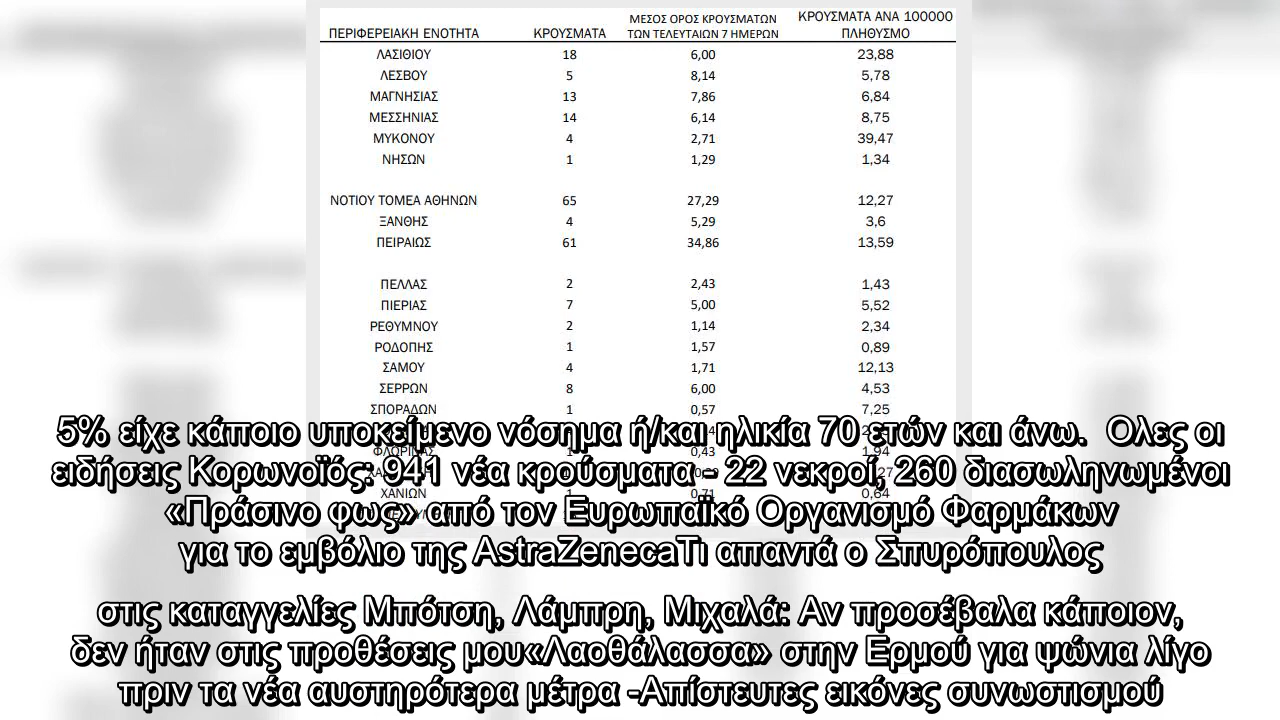 ΠΕΡΙΦΕΡΕΙΑΚΗ ΕΝΟΤΗΤΑ ΚΡΟΥΣΜΑΤΑ ΜΕΣΟΣ ΟΡΟΣ ΚΡΟΥΣΜΑΤΩΝ ΤΩΝ ΤΕΛΕΥΤΑΙΩΝ 7 ΗΜΕΡΩΝ ΚΡΟΥΣΜΑΤΑ ΑΝΑ 100000 ΠΛΗΘΥΣΜΟ
ΛΑΣΙΘΙΟΥ 18 6,00 23,88
ΛΕΣΒΟΥ 5 8,14 5,78
ΜΑΓΝΗΣΙΑΣ 13 7,86 6,84
ΜΕΣΣΗΝΙΑΣ 14 6,14 8,75
ΜΥΚΟΝΟΥ 4 2,71 39,47
ΝΗΣΩΝ 1 1,29 1,34
ΝΟΤΙΟΥ ΤΟΜΕΑ ΑΘΗΝΩΝ 65 27,29 12,27
ΞΑΝΘΗΣ 4 5,29 3,6
ΠΕΙΡΑΙΩΣ 61 34,86 13,59
ΠΕΛΛΑΣ 2 2,43 1,43
ΠΙΕΡΙΑΣ 7 5,00 5,52
ΡΕΘΥΜΝΟΥ 2 1,14 2,34
ΡΟΔΟΠΗΣ 1 1,57 0,89
ΣΑΜΟΥ 4 1,71 12,13
ΣΕΡΡΩΝ 8 6,00 4,53
ΣΠΟΡΑΔΩΝ 1 0,57 7,25
ΦΛΩΡΙΝΑΣ 1 0,43 1,94
ΧΑΝΙΩΝ 1 0,71 0,64
5% είχε κάποιο υποκείμενο νόσημα ή/και ηλικία 70 ετών και άνω. Ολες οι
ειδήσεις Κορωνοϊός: 941 νέα κρούσματα - 22 νεκροί, 260 διασωληνωμένοι
«Πράσινο φως» από τον Ευρωπαϊκό Οργανισμό Φαρμάκων
για το εμβόλιο της AstraZenecaΤι απαντά ο Σπυρόπουλος
στις καταγγελίες Μπότση, Λάμπρη, Μιχαλά: Αν προσέβαλα κάποιον,
δεν ήταν στις προθέσεις μου«Λαοθάλασσα» στην Ερμού για ψώνια λίγο
πριν τα νέα αυστηρότερα μέτρα -Απίστευτες εικόνες συνωστισμού